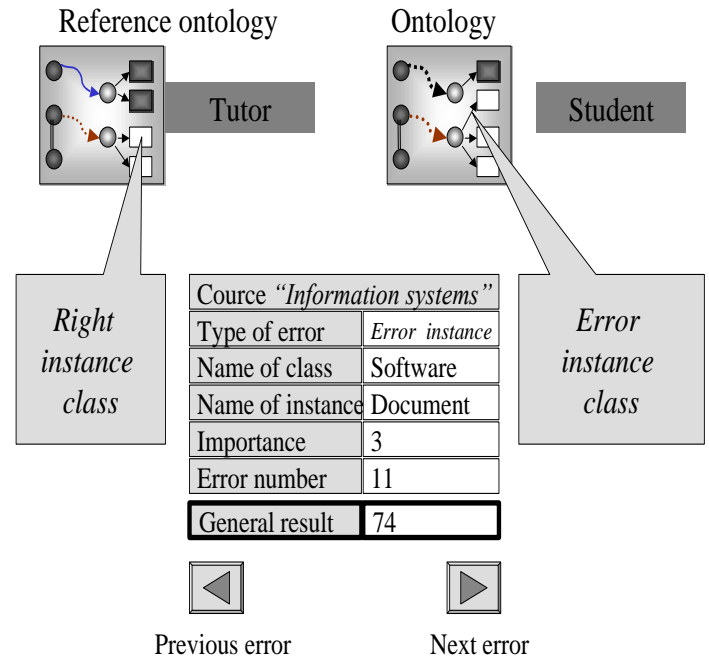 Reference ontology
Ontology
Tutor
Student
Right
instance
class
Cource “Information systems”
Type of error Error instance
Name of class Software
Name of instance Document
Importance 3
Error number 11
General result 74
Error
instance
class
Previous error
Next error